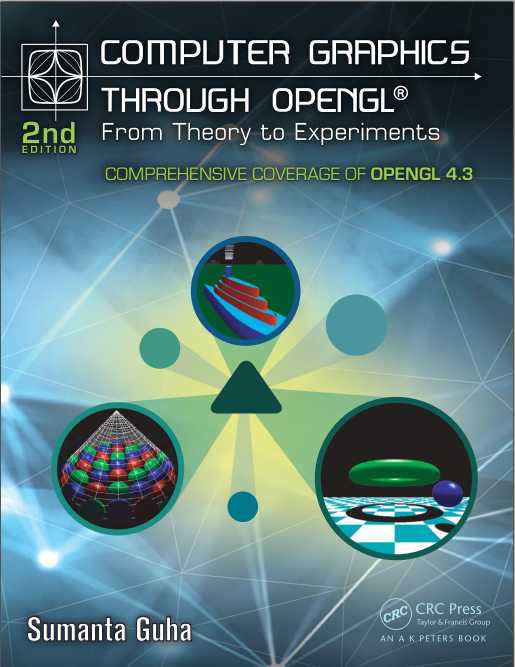 COMPUTER GRAPHICS
THROUGH OPENGL®
2nd
EDITION
From Theory to Experiments
COMPREHENSIVE COVERAGE OF OPENGL 4.3
Sumanta Guha
CRC
CRC Press
Taylor & Francis Group
AN A K PETERS BOOK